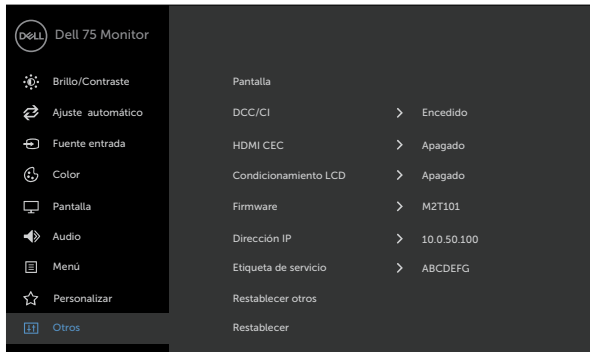 DELL Dell 75 Monitor
Brillo/Contraste Pantalla
Ajuste automático DCC/CI Encedido
Fuente entrada HDMI CEC Apagado
Color Condicionamiento LCD Apagado
Pantalla Firmware M2T101
Audio Dirección IP 10.0.50.100
Menú Etiqueta de servicio ABCDEFG
Personalizar Restablecer otros
Otros Restablecer